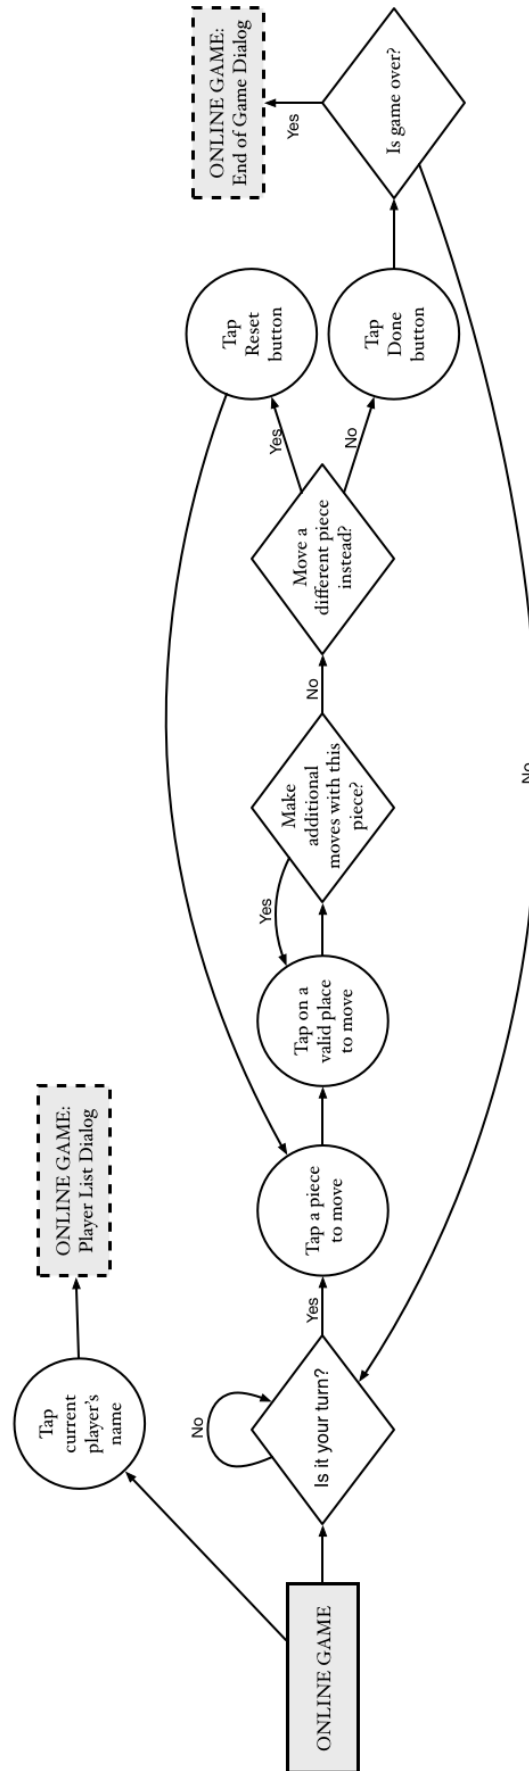 ONLINE GAME
Tap
current
player's
name
ONLINE GAME:
Player List Dialog
Is it your turn?
No
Yes
Tap a piece
to move
Tap on a
valid place
to move
Make
additional
moves with this
piece?
Yes
No
Move a
different piece
instead?
Yes
No
Tap
Reset
button
Tap
Done
button
Is game over?
Yes
No
ONLINE GAME:
End of Game Dialog